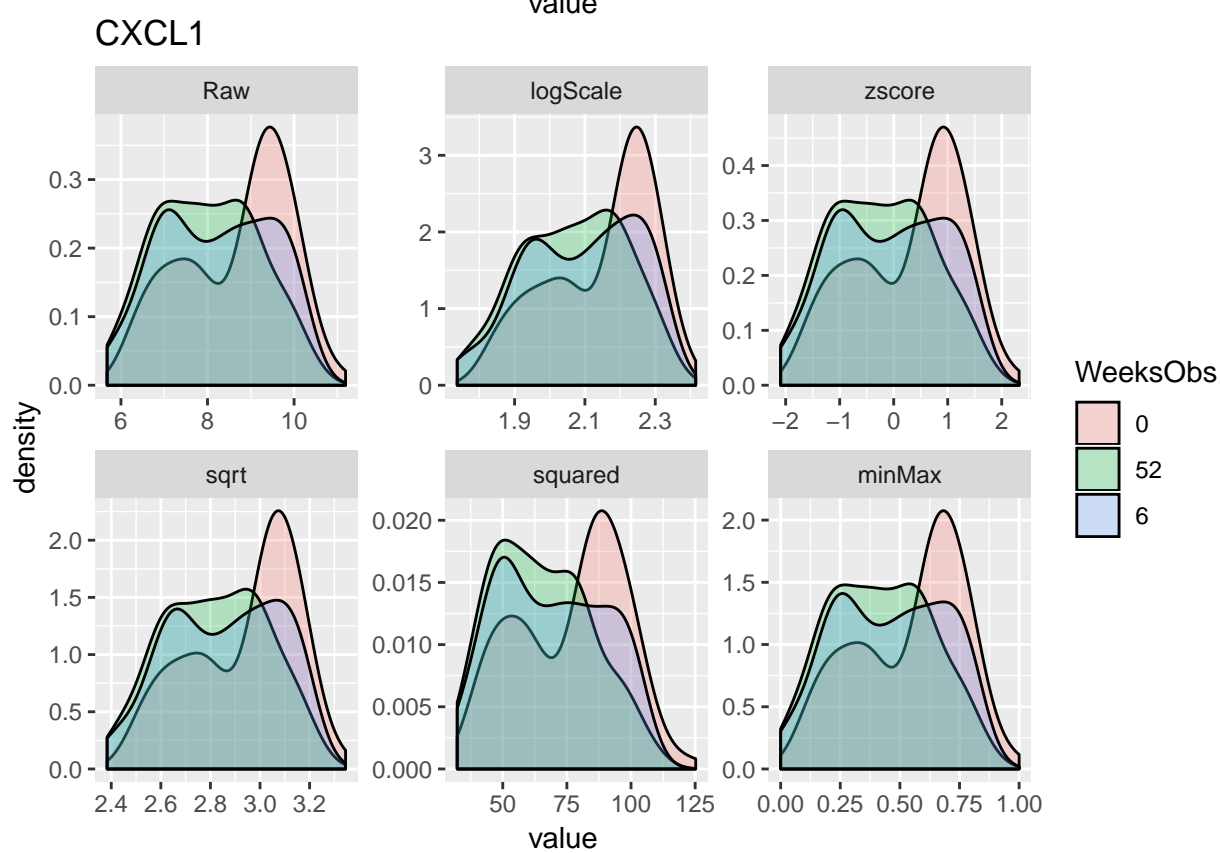 value
CXCL1
Raw
logScale
zscore
0.3
0.2
0.1
0.0
6 8 10
3
2
1
0
1.9 2.1 2.3
0.4
0.3
0.2
0.1
0.0
−2 −1 0 1 2
density
sqrt
squared
minMax
2.0
1.5
1.0
0.5
0.0
2.4 2.6 2.8 3.0 3.2
0.020
0.015
0.010
0.005
0.000
50 75 100 125
2.0
1.5
1.0
0.5
0.0
0.00 0.25 0.50 0.75 1.00
value
WeeksObs
0
52
6